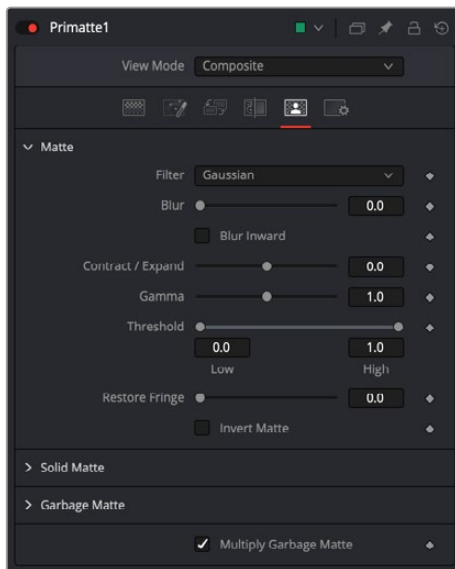 Primatte1
View Mode Composite
Matte
Filter Gaussian
Blur 0.0
Blur Inward
Contract / Expand 0.0
Gamma 1.0
Threshold
0.0 1.0
Low High
Restore Fringe 0.0
Invert Matte
Solid Matte
Garbage Matte
Multiply Garbage Matte